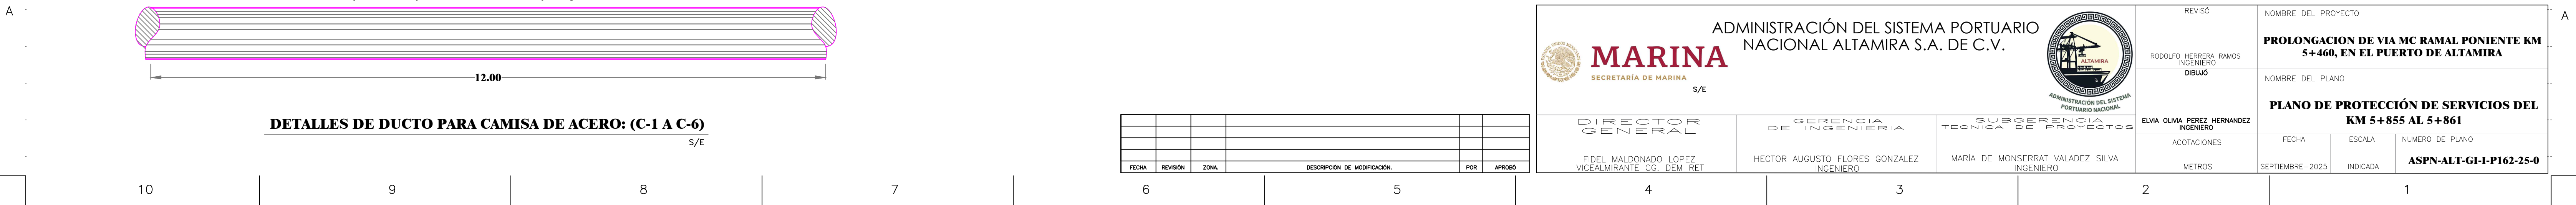 A
12.00
DETALLES DE DUCTO PARA CAMISA DE ACERO: (C-1 A C-6)
S/E
FECHA
REVISIÓN
ZONA.
DESCRIPCIÓN DE MODIFICACIÓN.
POR
APROBÓ
MARINA
SECRETARÍA DE MARINA
ADMINISTRACIÓN DEL SISTEMA PORTUARIO
NACIONAL ALTAMIRA S.A. DE C.V.
S/E
ALTAMIRA
ADMINISTRACIÓN DEL SISTEMA
PORTUARIO NACIONAL
DIRECTOR
GENERAL
FIDEL MALDONADO LOPEZ
VICEALMIRANTE CG. DEM RET
GERENCIA
DE INGENIERIA
HECTOR AUGUSTO FLORES GONZALEZ
INGENIERO
SUBGERENCIA
TECNICA DE PROYECTOS
MARÍA DE MONSERRAT VALADEZ SILVA
INGENIERO
REVISÓ
RODOLFO HERRERA RAMOS
INGENIERO
DIBUJÓ
ELVIA OLIVIA PEREZ HERNANDEZ
INGENIERO
ACOTACIONES
METROS
NOMBRE DEL PROYECTO
PROLONGACION DE VIA MC RAMAL PONIENTE KM
5+460, EN EL PUERTO DE ALTAMIRA
NOMBRE DEL PLANO
PLANO DE PROTECCIÓN DE SERVICIOS DEL
KM 5+855 AL 5+861
FECHA
SEPTIEMBRE-2025
ESCALA
INDICADA
NUMERO DE PLANO
ASPN-ALT-GI-I-P162-25-0
A
10
9
8
7
6
5
4
3
2
1